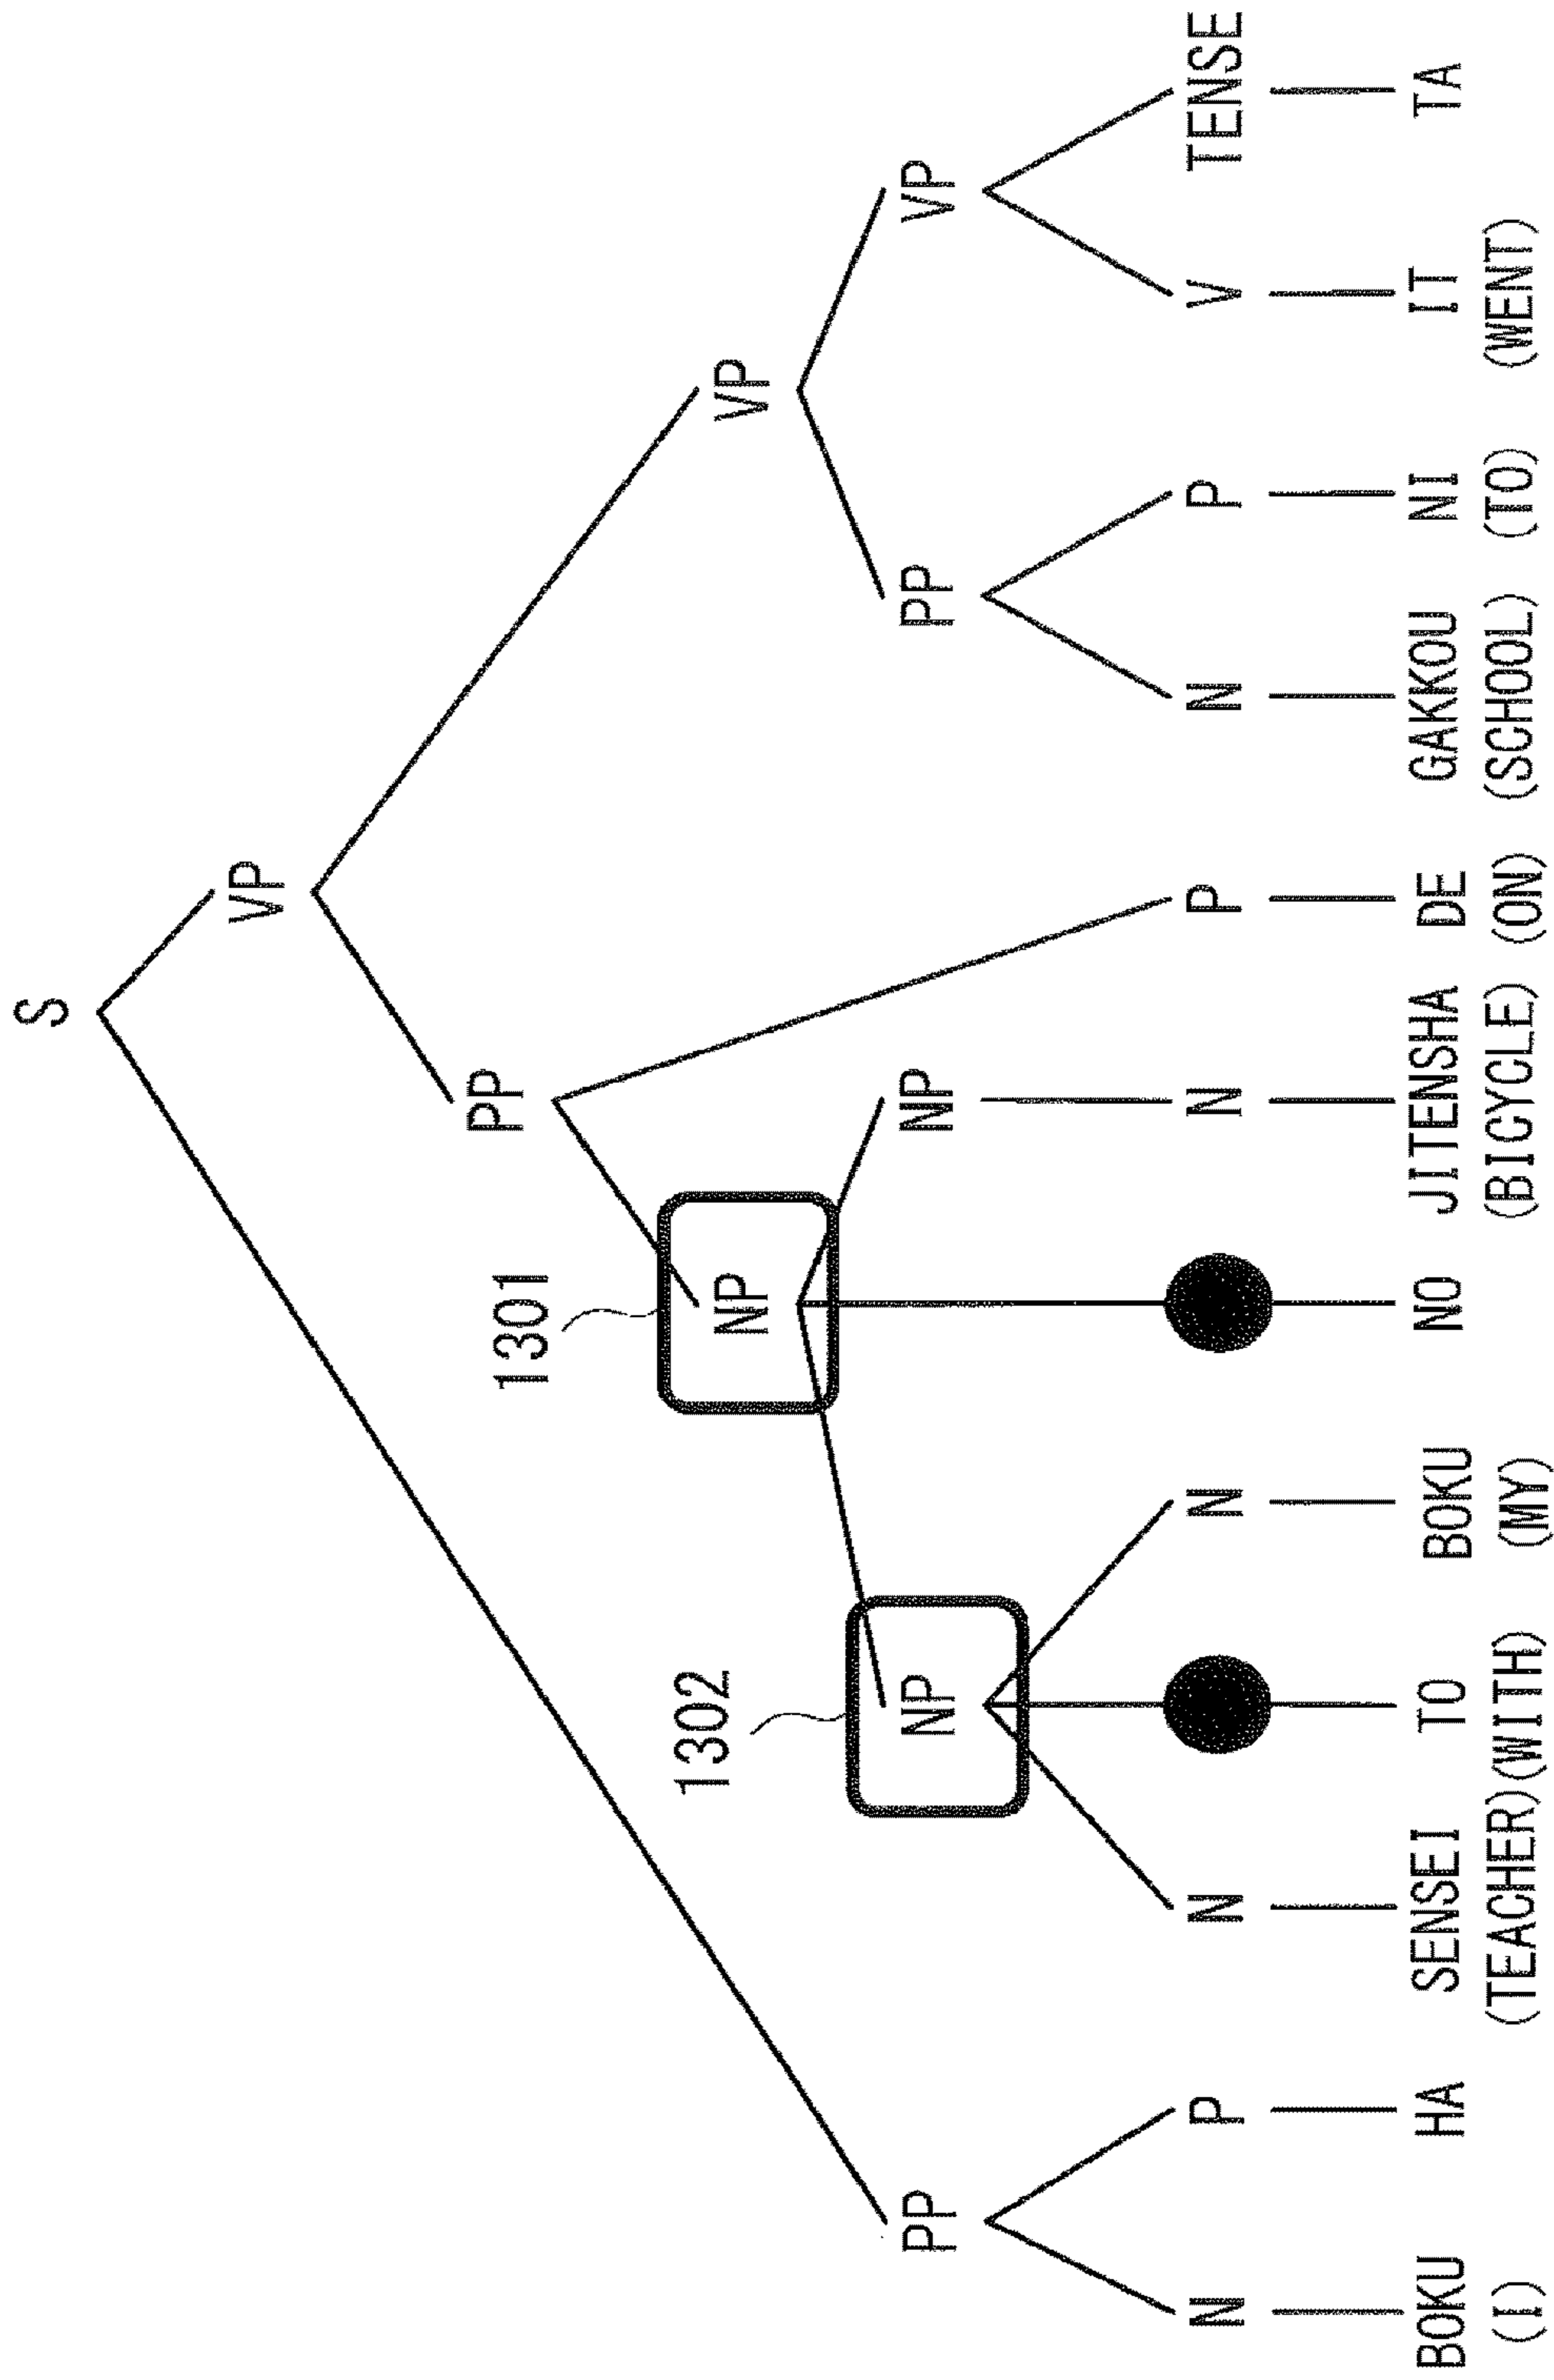 S
VP
PP
1301
NP
VP
1302
PP
NP
NP
PP
VP
N P N N N P N P V TENSE
BOKU HA SENSEI TO BOKU NO JITENSHA DE GAKKOU NI IT TA
(I) (TEACHER) (WITH) (MY) (BICYCLE) (ON) (SCHOOL) (TO) (WENT)